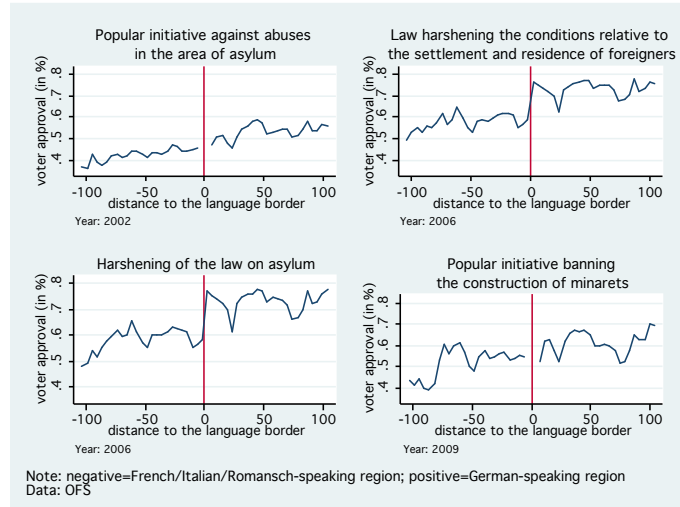 Popular initiative against abuses
in the area of asylum
voter approval (in %)
.8
.7
.6
.5
.4
-100 -50 0 50 100
distance to the language border
Year: 2002
Law harshening the conditions relative to
the settlement and residence of foreigners
voter approval (in %)
.8
.7
.6
.5
.4
-100 -50 0 50 100
distance to the language border
Year: 2006
Harshening of the law on asylum
voter approval (in %)
.8
.7
.6
.5
.4
-100 -50 0 50 100
distance to the language border
Year: 2006
Popular initiative banning
the construction of minarets
voter approval (in %)
.8
.7
.6
.5
.4
-100 -50 0 50 100
distance to the language border
Year: 2009
Note: negative=French/Italian/Romansch-speaking region; positive=German-speaking region
Data: OFS